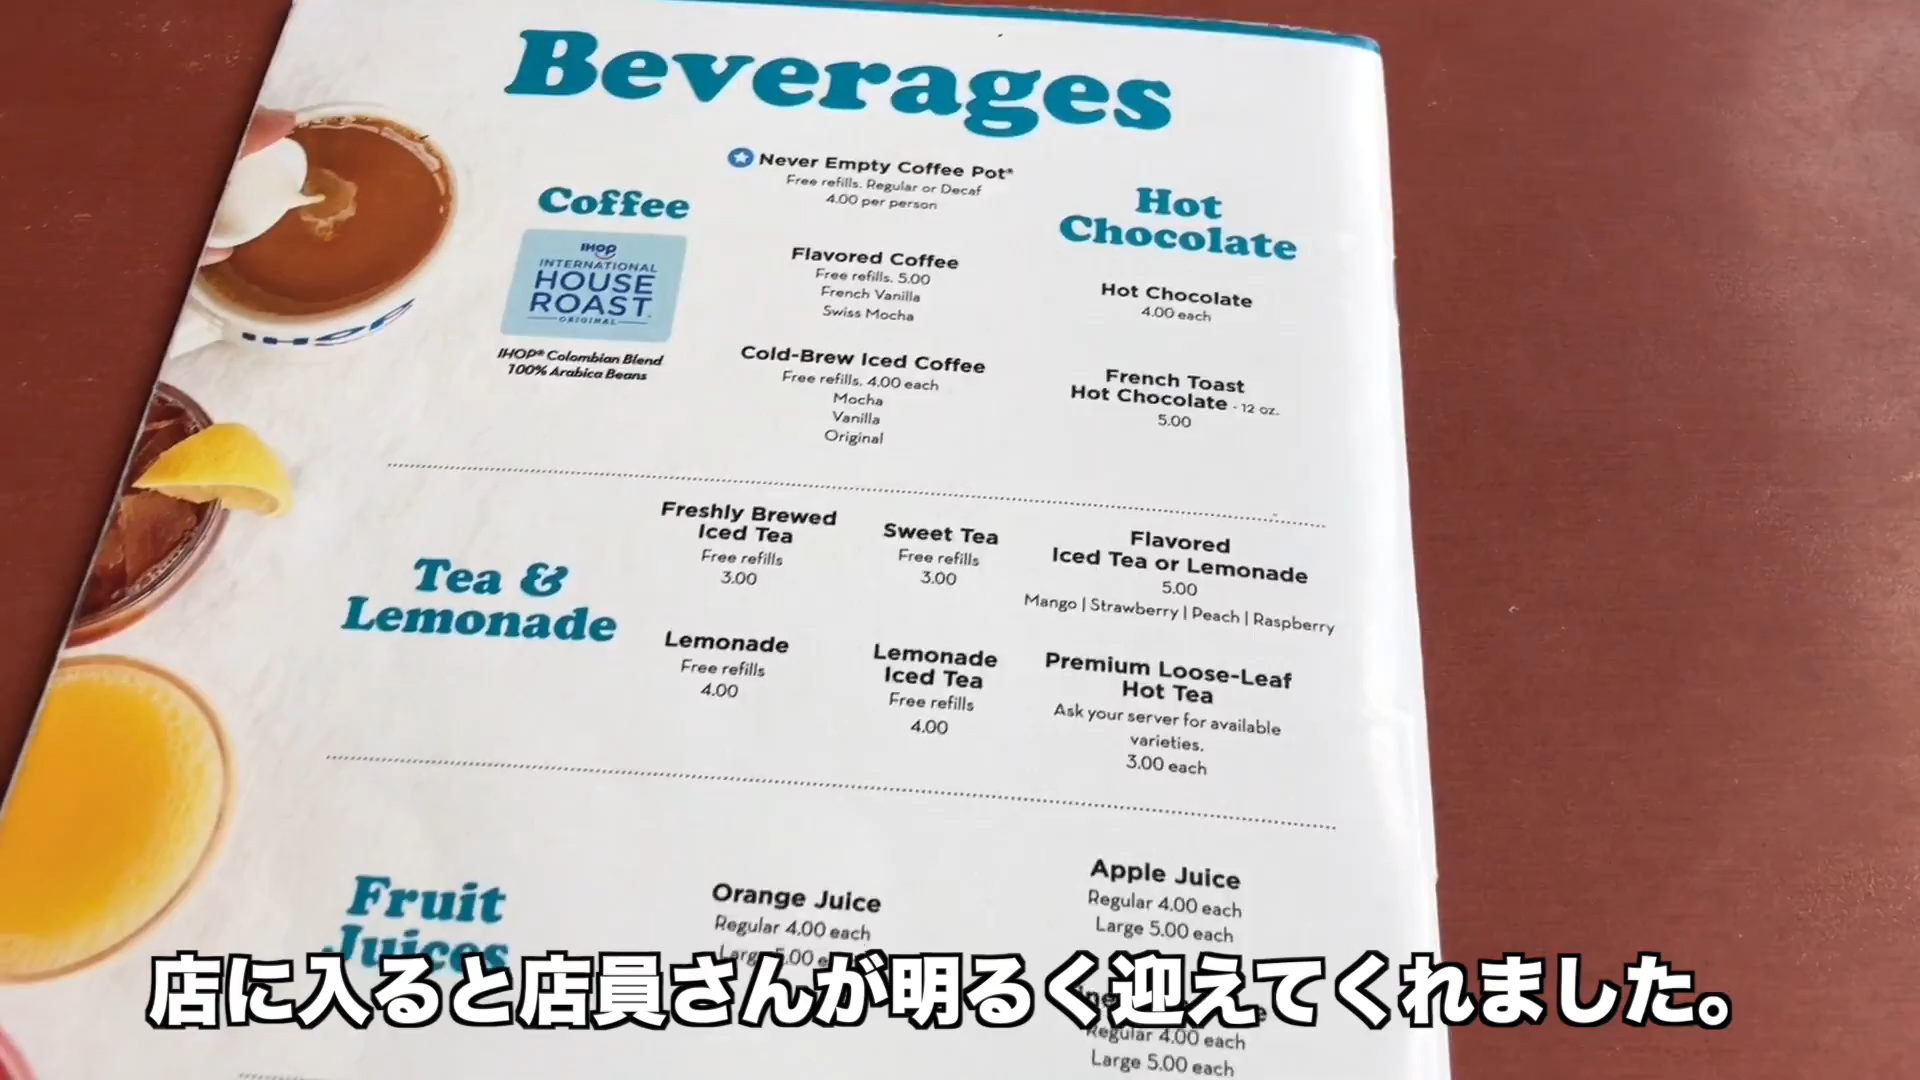 Beverages
Coffee
IHOP
INTERNATIONAL
HOUSE
ROAST
ORIGINAL
IHOP® Colombian Blend
100% Arabica Beans
Never Empty Coffee Pot®
Free refills. Regular or Decaf
4.00 per person
Flavored Coffee
Free refills. 5.00
French Vanilla
Swiss Mocha
Cold-Brew Iced Coffee
Free refills. 4.00 each
Mocha
Vanilla
Original
Hot
Chocolate
Hot Chocolate
4.00 each
French Toast
Hot Chocolate - 12 oz.
5.00
IHOP
Tea &
Lemonade
Freshly Brewed
Iced Tea
Free refills
3.00
Sweet Tea
Free refills
3.00
Flavored
Iced Tea or Lemonade
5.00
Mango | Strawberry | Peach | Raspberry
Lemonade
Free refills
4.00
Lemonade
Iced Tea
Free refills
4.00
Premium Loose-Leaf
Hot Tea
Ask your server for available
varieties.
3.00 each
Fruit
Juices
Orange Juice
Regular 4.00 each
Apple Juice
Regular 4.00 each
Large 5.00 each
Regular 4.00 each
Large 5.00 each
店に入ると店員さんが明るく迎えてくれました。